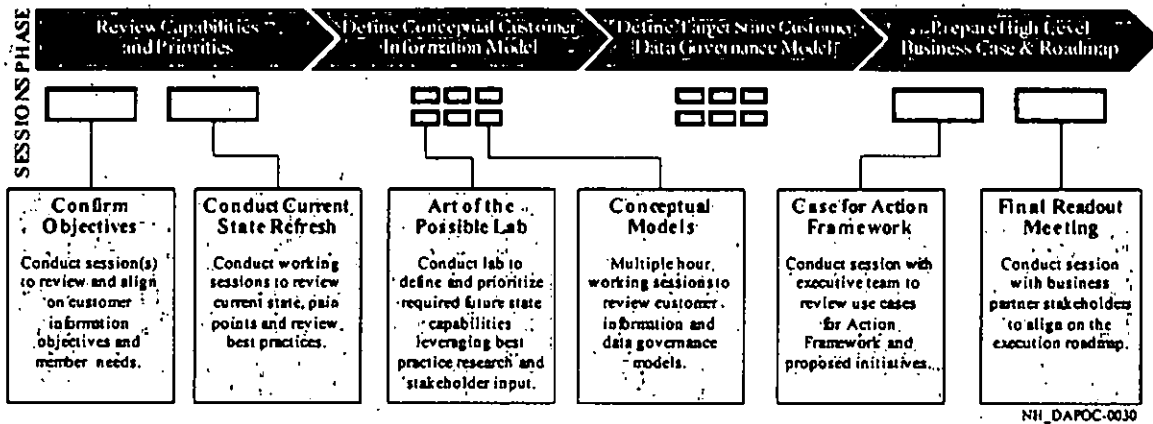 SESSIONS PHASE
Review Capabilities
and Priorities
Define Conceptual Customer
Information Model
Define Target State Customer
Data Governance Model
Prepare High Level
Business Case & Roadmap
Confirm
Objectives
Conduct session(s)
to review and align
on customer
information
objectives and
member needs.
Conduct Current
State Refresh
Conduct working
sessions to review
current state, pain
points and review
best practices.
Art of the
Possible Lab
Conduct lab to
define and prioritize
required future state
capabilities
leveraging best
practice research and
stakeholder input.
Conceptual
Models
Multiple hour
working sessions to
review customer
information and
data governance
models.
Case for Action
Framework
Conduct session with
executive team to
review use cases
for Action
Framework and
proposed initiatives.
Final Readout
Meeting
Conduct session
with business
partner stakeholders
to align on the
execution roadmap.
NH_DAPOC-0030